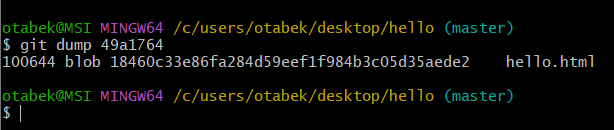 otabek@MSI MINGW64 /c/users/otabek/desktop/hello (master)
$ git dump 49a1764
100644 blob 18460c33e86fa284d59eef1f984b3c05d35aede2    hello.html
otabek@MSI MINGW64 /c/users/otabek/desktop/hello (master)
$